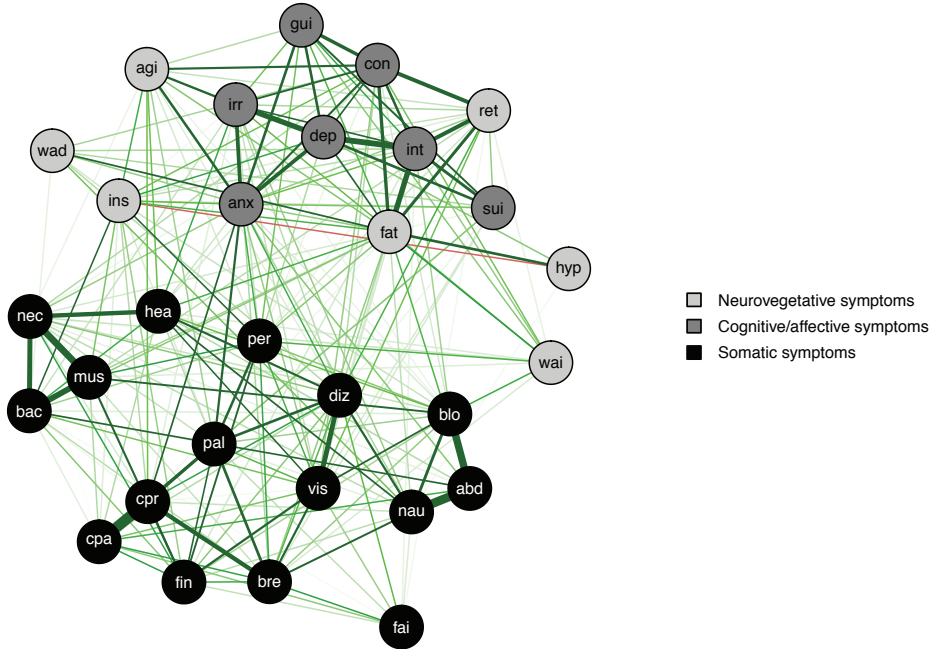 gui
con
agi
irr
ret
dep
int
wad
ins
anx
sui
fat
hyp
nec
hea
per
wai
mus
diz
bac
blo
pal
vis
abd
cpr
nau
cpa
fin
bre
fai
Neurovegetative symptoms
Cognitive/affective symptoms
Somatic symptoms